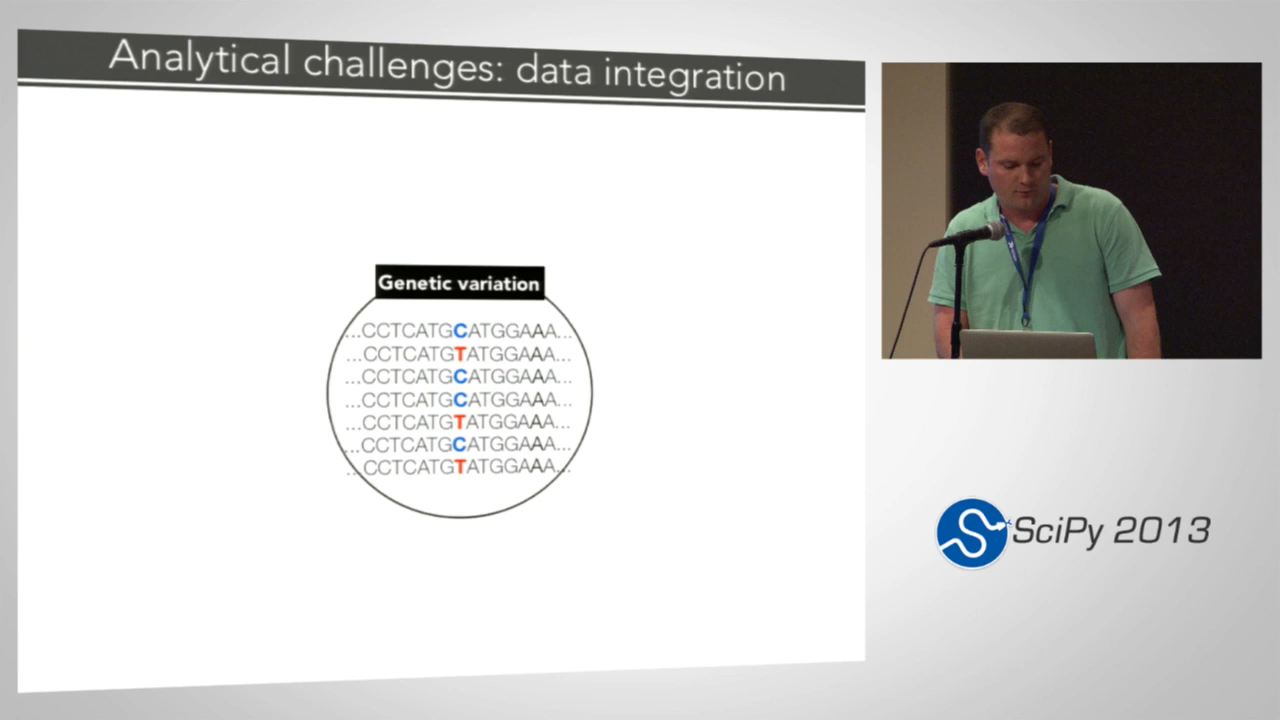 Analytical challenges: data integration
Genetic variation
...CCTCATGCATGGAAA...
...CCTCATGTATGGAAA...
...CCTCATGCATGGAAA...
...CCTCATGCATGGAAA...
...CCTCATGTATGGAAA...
...CCTCATGCATGGAAA...
...CCTCATGTATGGAAA...
SciPy 2013